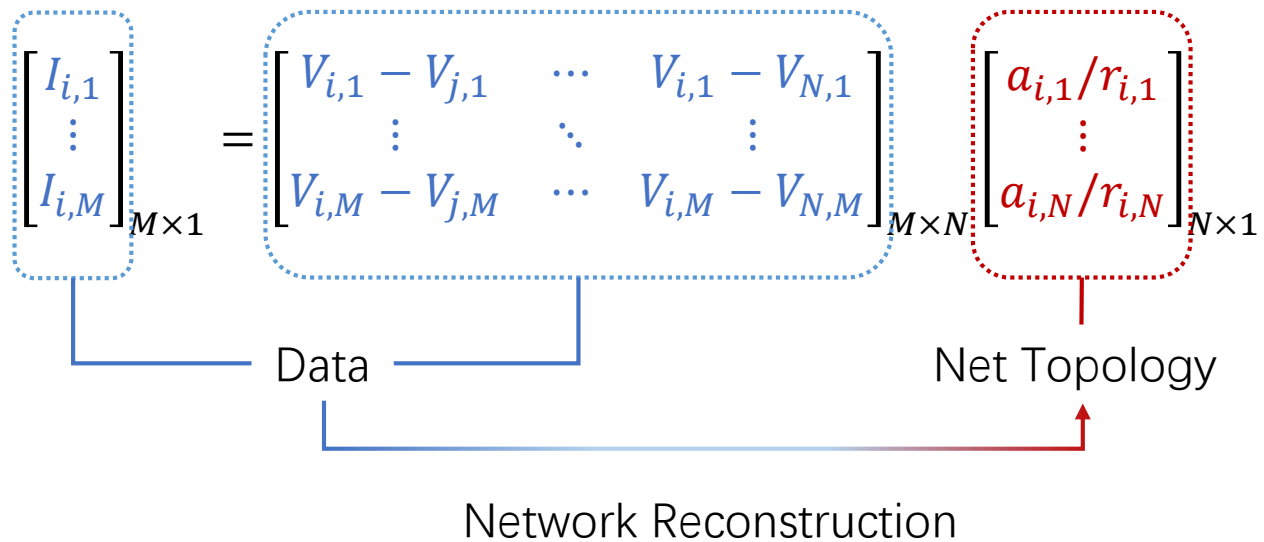 [I_{i,1} ⋮ I_{i,M}]_{M×1} = [V_{i,1} − V_{j,1} ⋯ V_{i,1} − V_{N,1} ⋮ ⋱ ⋮ V_{i,M} − V_{j,M} ⋯ V_{i,M} − V_{N,M}]_{M×N} [a_{i,1}/r_{i,1} ⋮ a_{i,N}/r_{i,N}]_{N×1}
Data Net Topology
Network Reconstruction